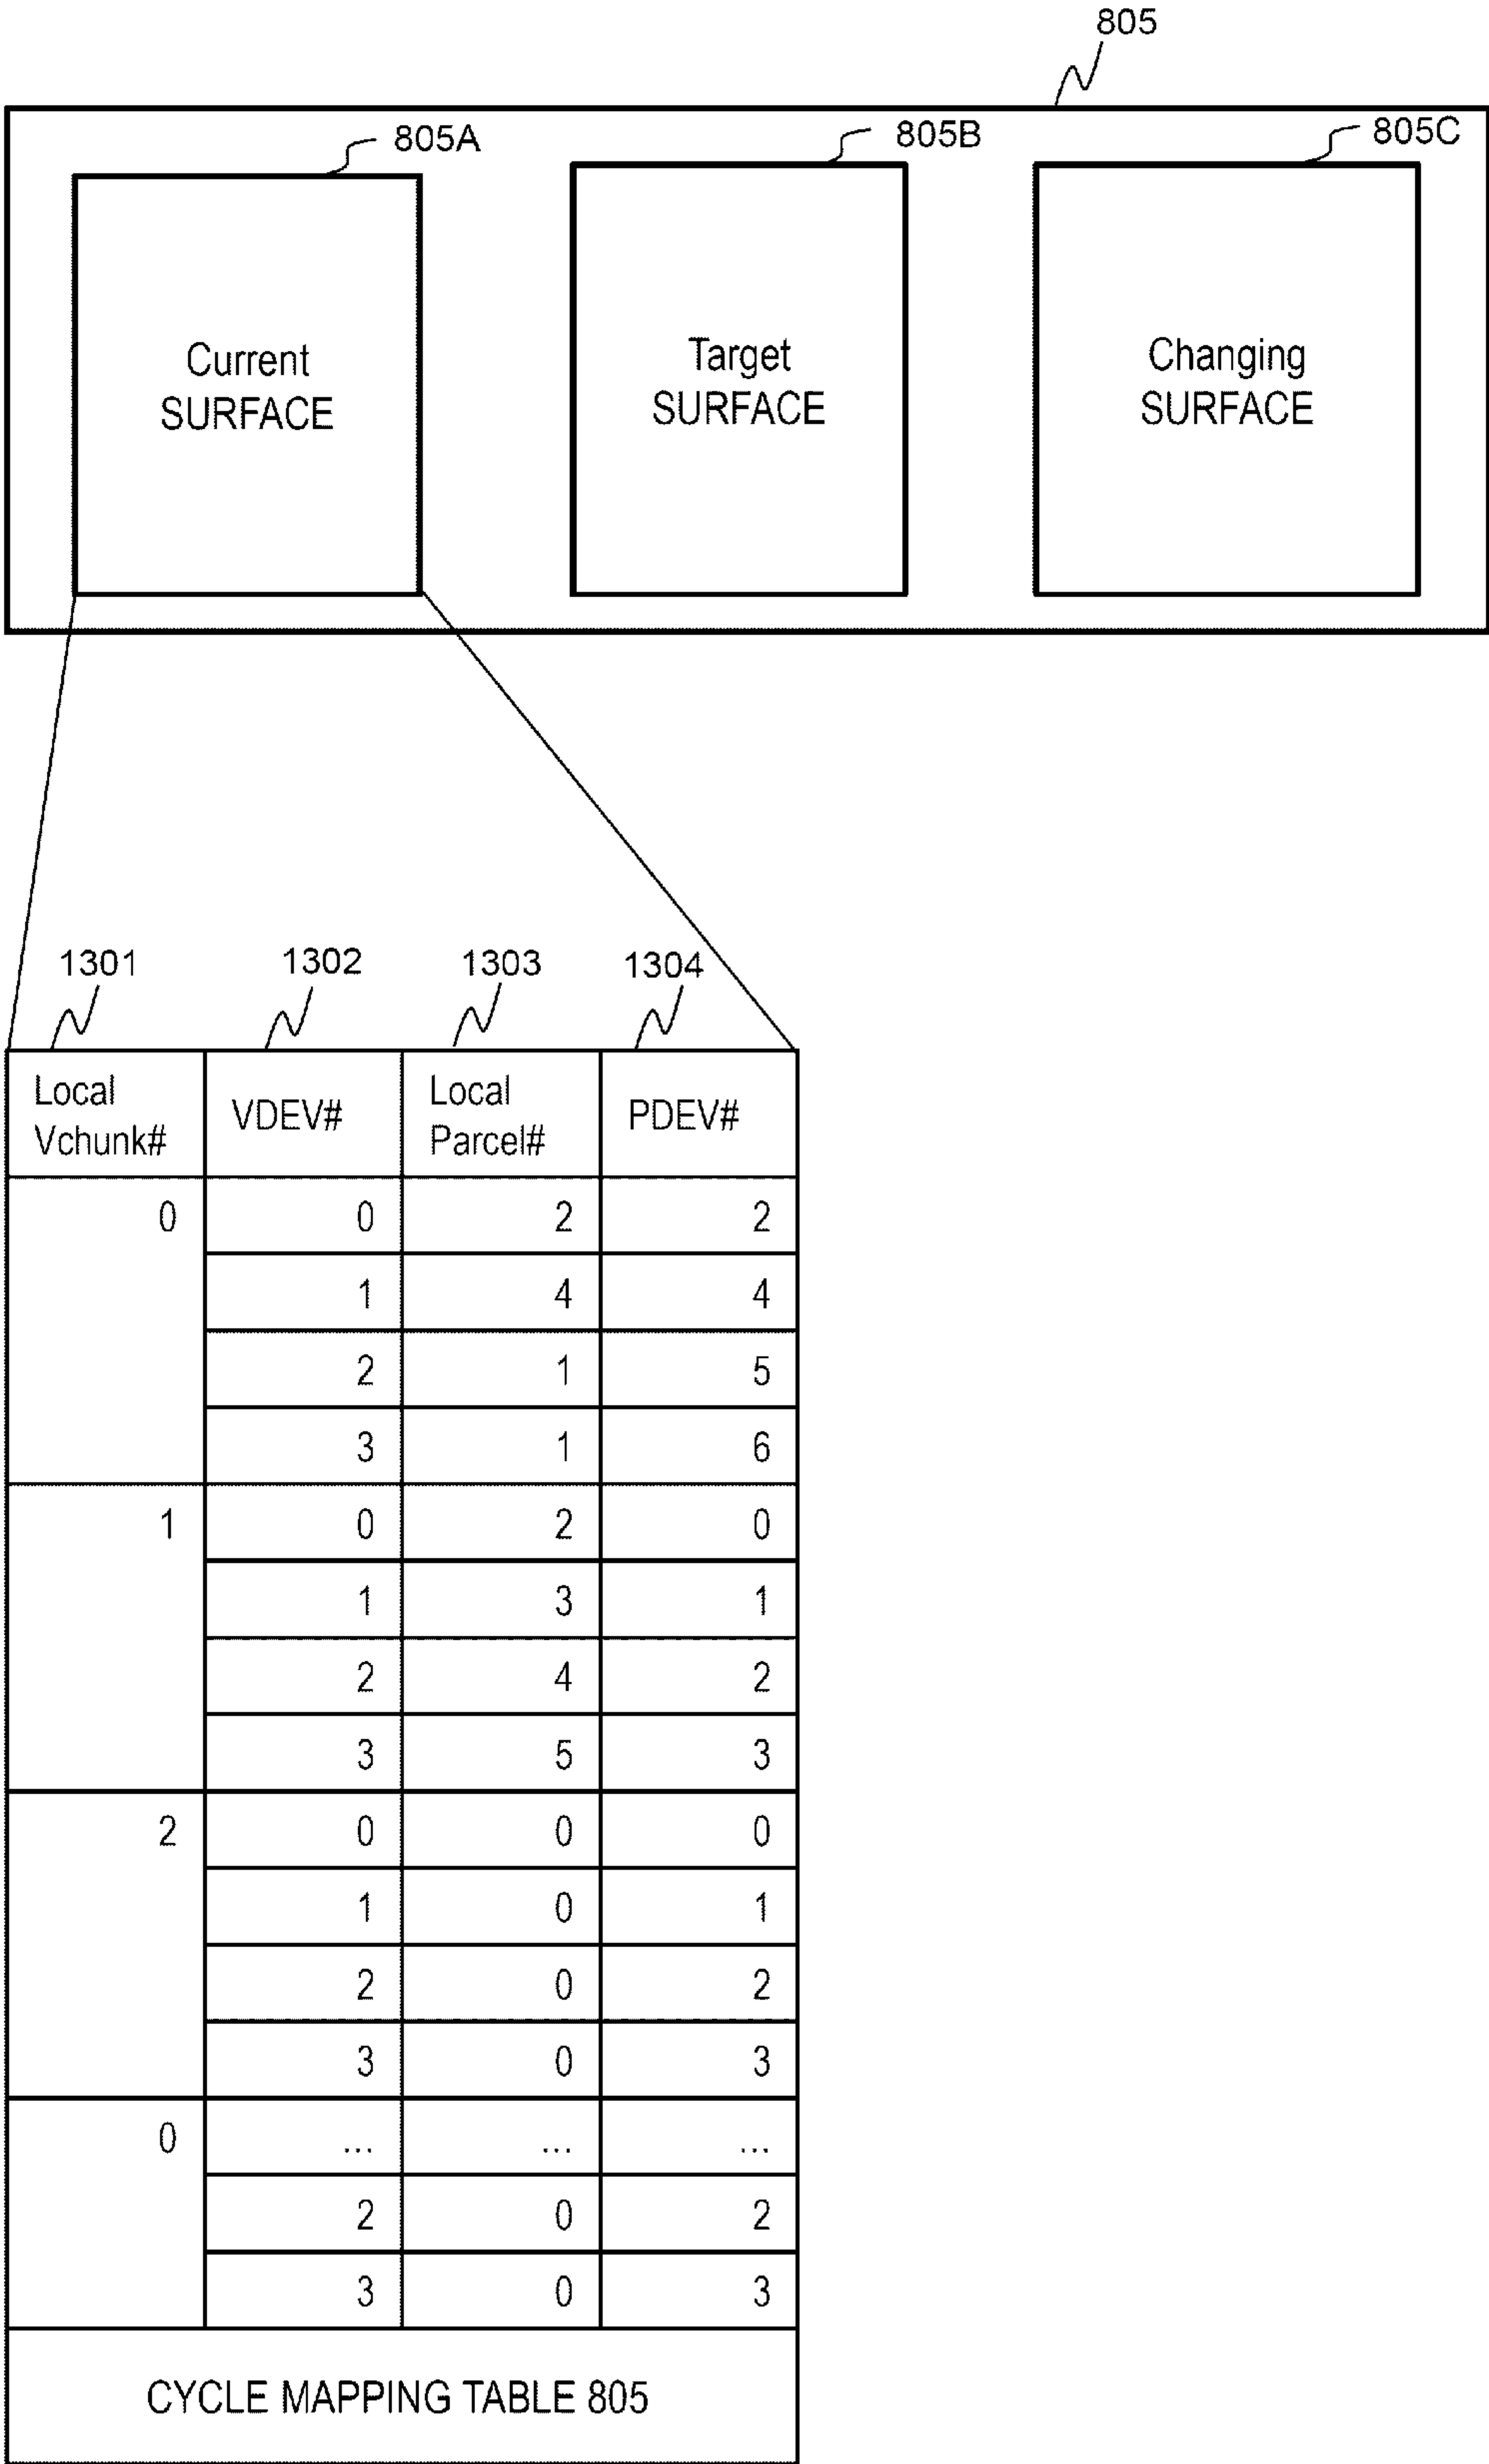 805
805A 805B 805C
Current Target Changing
SURFACE SURFACE SURFACE
1301 1302 1303 1304
Local Vchunk# VDEV# Local Parcel# PDEV#
0 0 2 2
1 4 4
2 1 5
3 1 6
1 0 2 0
1 3 1
2 4 2
3 5 3
2 0 0 0
1 0 1
2 0 2
3 0 3
0 ... ... ...
2 0 2
3 0 3
CYCLE MAPPING TABLE 805